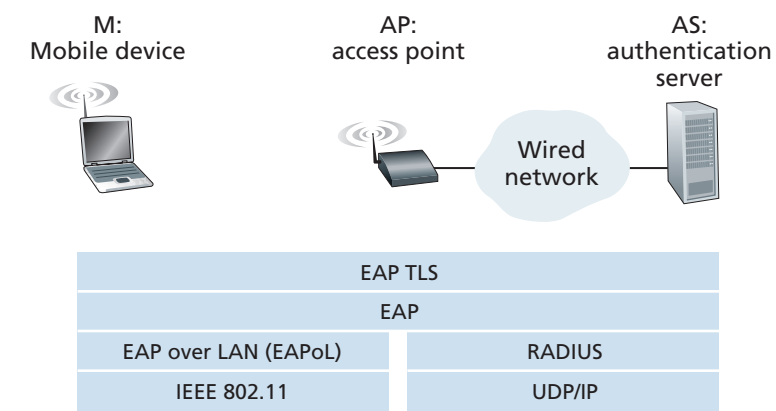 M:
Mobile device
AP:
access point
AS:
authentication
server
Wired
network
EAP TLS
EAP
EAP over LAN (EAPoL)
RADIUS
IEEE 802.11
UDP/IP